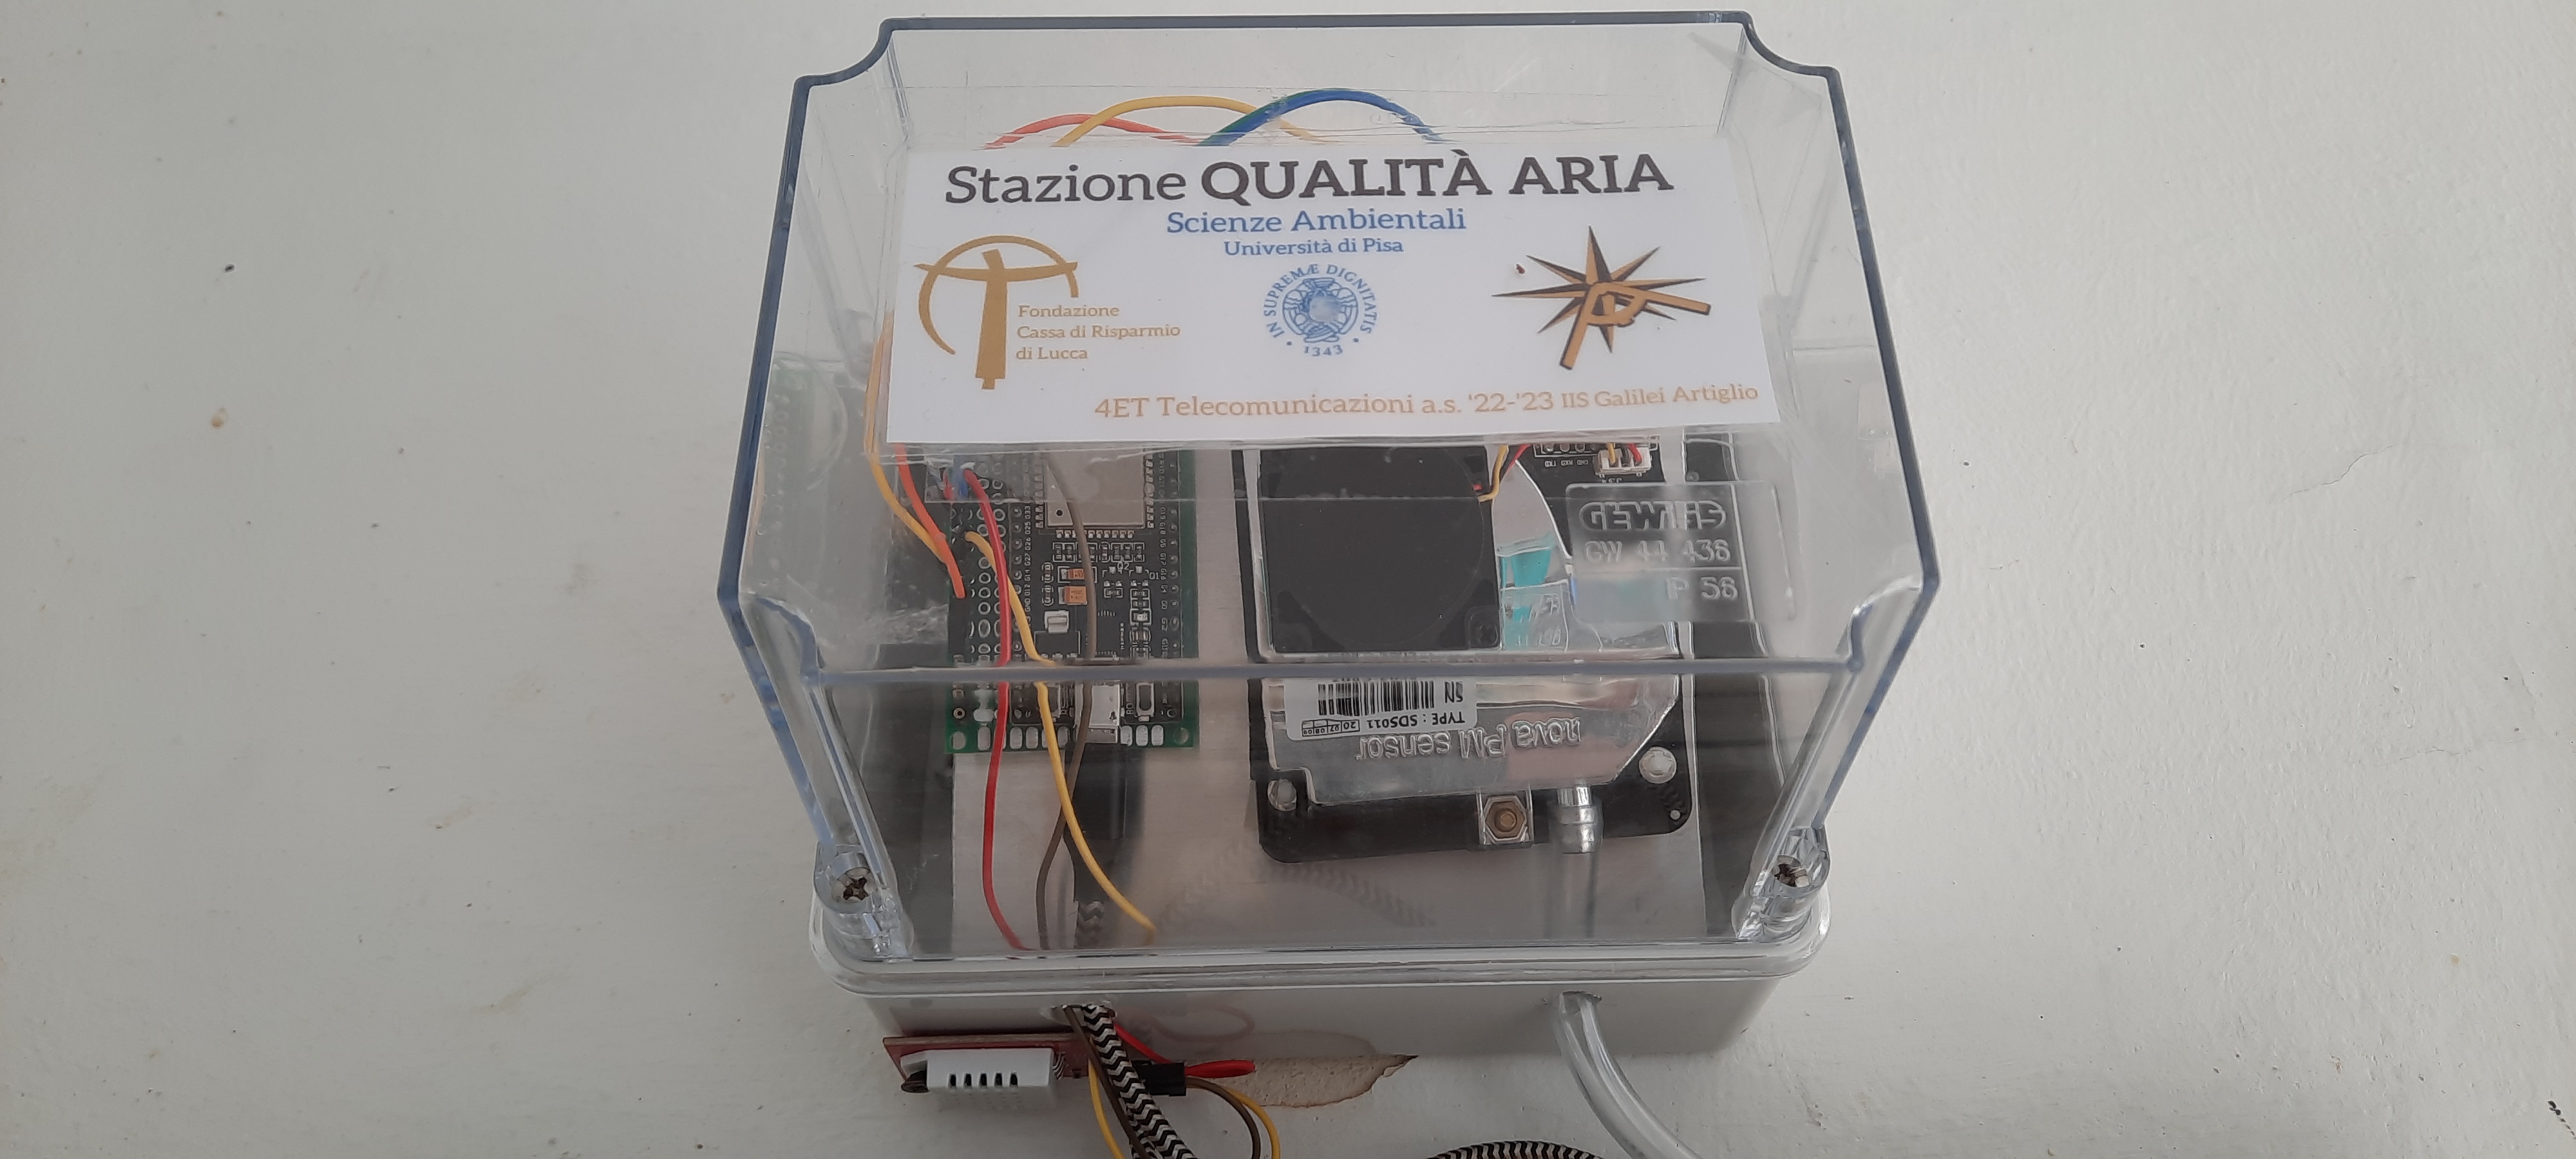 Stazione QUALITÀ ARIA
Scienze Ambientali
Università di Pisa
Fondazione
Cassa di Risparmio
di Lucca
IN SUPREMÆ DIGNITATIS
· 1343 ·
4ET Telecomunicazioni a.s. '22-'23 IIS Galilei Artiglio
GEWISS
GW 44 436
IP 56
SN
TYPE: SDS011
nova PM sensor